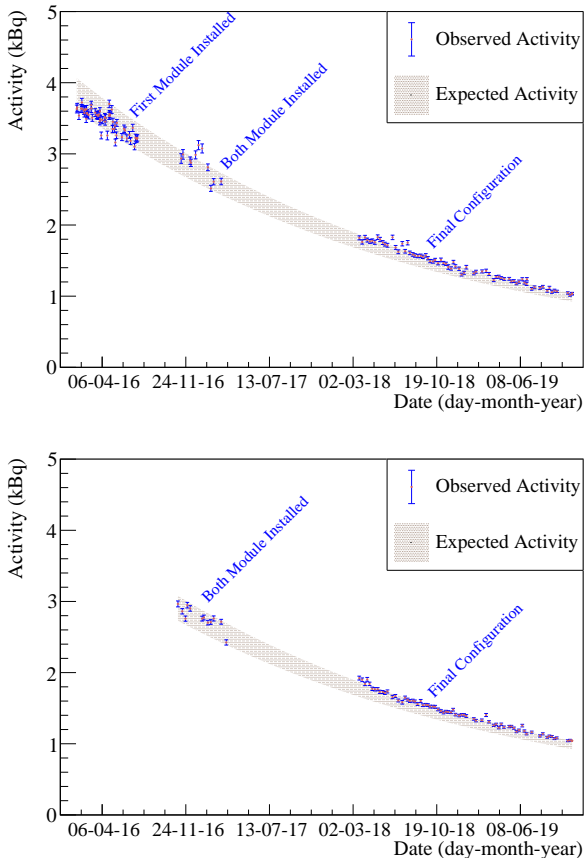 Activity (kBq)
5
4
3
2
1
0
First Module Installed
Both Module Installed
Final Configuration
Observed Activity
Expected Activity
06-04-16 24-11-16 13-07-17 02-03-18 19-10-18 08-06-19
Date (day-month-year)
Activity (kBq)
5
4
3
2
1
0
Both Module Installed
Final Configuration
Observed Activity
Expected Activity
06-04-16 24-11-16 13-07-17 02-03-18 19-10-18 08-06-19
Date (day-month-year)